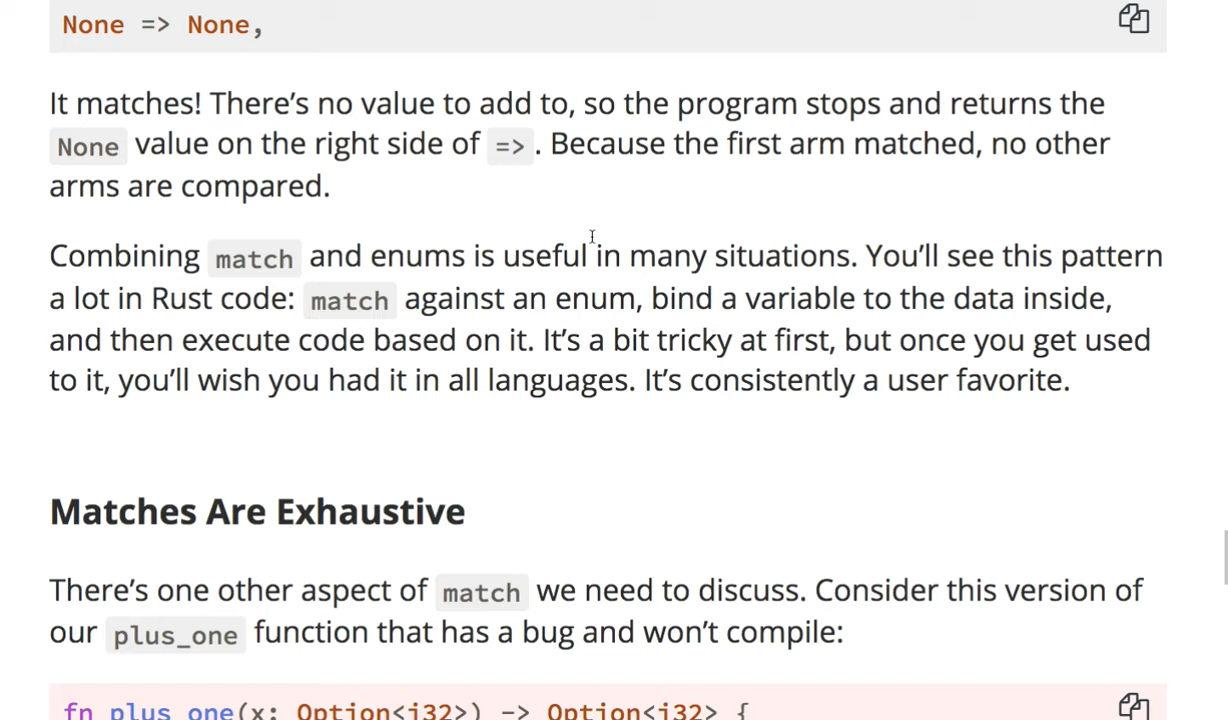 None => None,
It matches! There’s no value to add to, so the program stops and returns the
None value on the right side of =>. Because the first arm matched, no other
arms are compared.
Combining match and enums is useful in many situations. You’ll see this pattern
a lot in Rust code: match against an enum, bind a variable to the data inside,
and then execute code based on it. It’s a bit tricky at first, but once you get used
to it, you’ll wish you had it in all languages. It’s consistently a user favorite.
Matches Are Exhaustive
There’s one other aspect of match we need to discuss. Consider this version of
our plus_one function that has a bug and won’t compile:
fn plus_one(x: Option<i32>) -> Option<i32> {